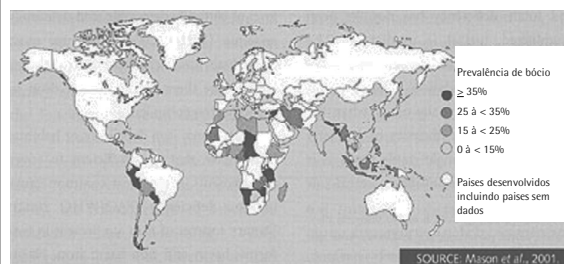 Prevalência de bócio
≥ 35%
25 à < 35%
15 à < 25%
0 à < 15%
Paises desenvolvidos
incluindo paises sem
dados
SOURCE: Mason et al., 2001.